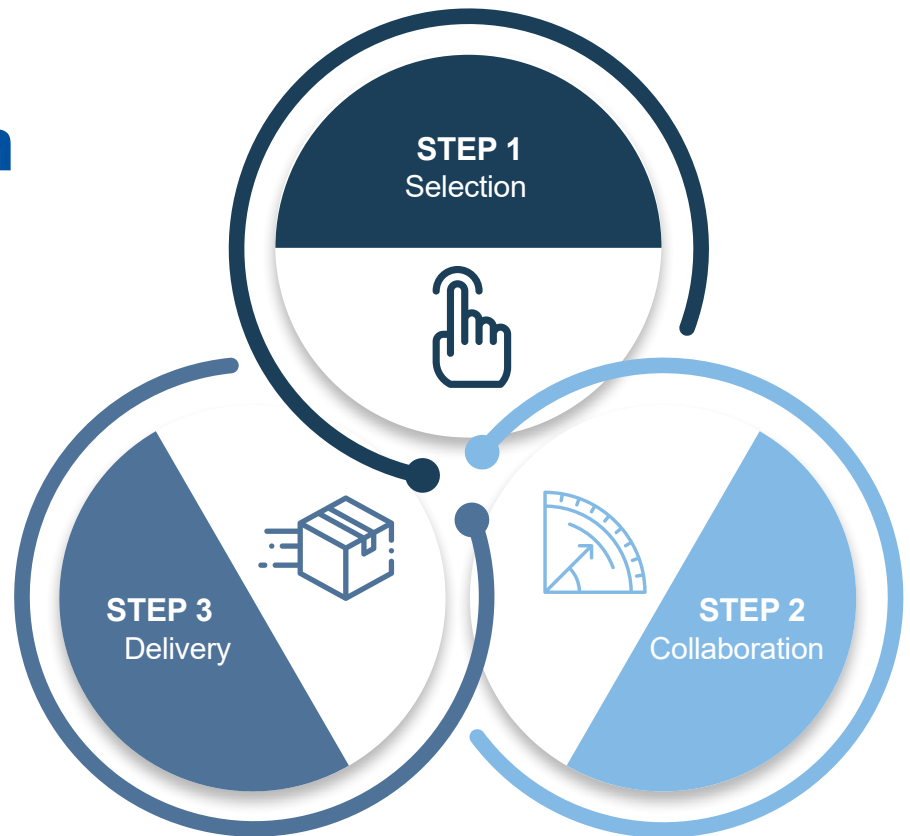 STEP 1
Selection
STEP 2
Collaboration
STEP 3
Delivery